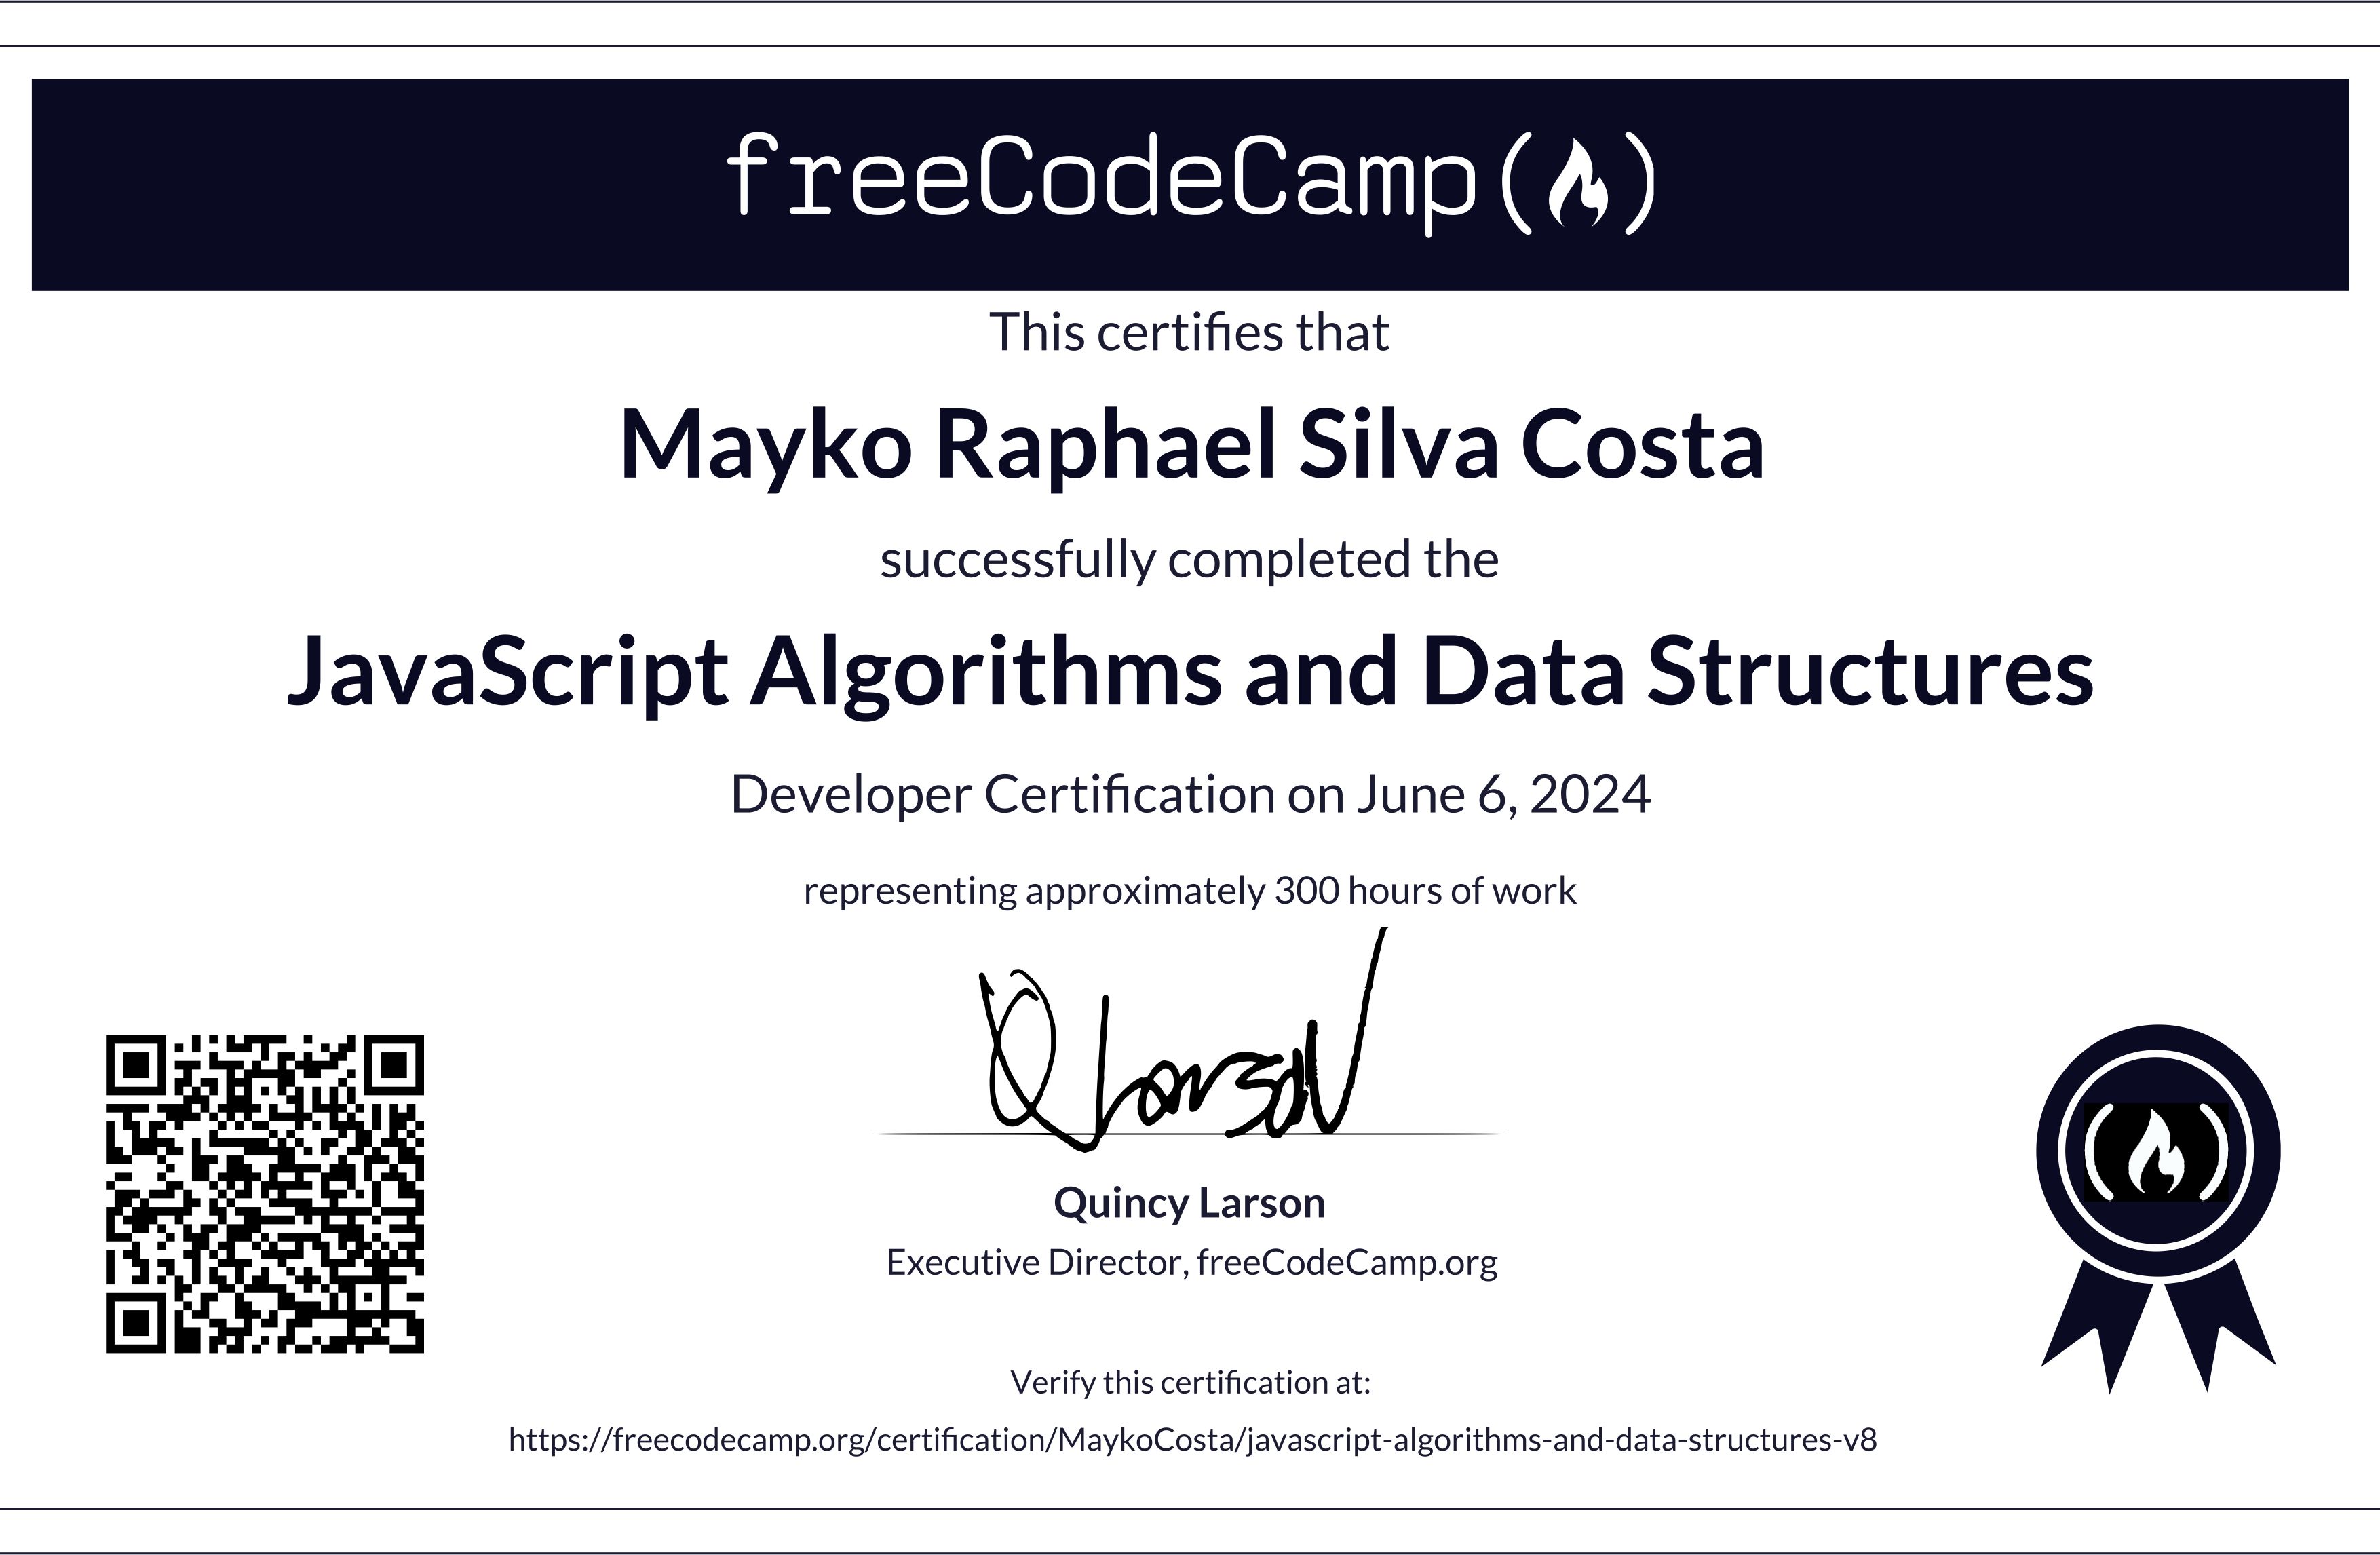 freeCodeCamp
This certifies that
Mayko Raphael Silva Costa
successfully completed the
JavaScript Algorithms and Data Structures
Developer Certification on June 6, 2024
representing approximately 300 hours of work
Quincy Larson
Executive Director, freeCodeCamp.org
Verify this certification at:
https://freecodecamp.org/certification/MaykoCosta/javascript-algorithms-and-data-structures-v8